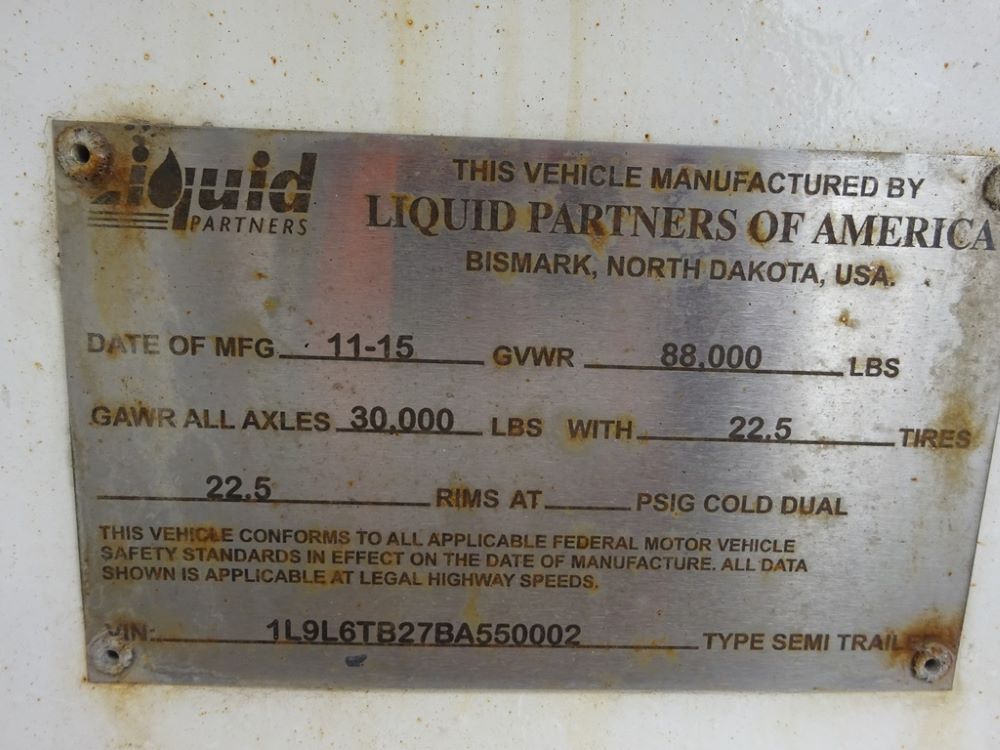 Liquid
PARTNERS
THIS VEHICLE MANUFACTURED BY
LIQUID PARTNERS OF AMERICA
BISMARK, NORTH DAKOTA, USA.
DATE OF MFG 11-15 GVWR 88,000 LBS
GAWR ALL AXLES 30,000 LBS WITH 22.5 TIRES
22.5 RIMS AT PSIG COLD DUAL
THIS VEHICLE CONFORMS TO ALL APPLICABLE FEDERAL MOTOR VEHICLE
SAFETY STANDARDS IN EFFECT ON THE DATE OF MANUFACTURE. ALL DATA
SHOWN IS APPLICABLE AT LEGAL HIGHWAY SPEEDS.
VIN: 1L9L6TB27BA550002 TYPE SEMI TRAILER